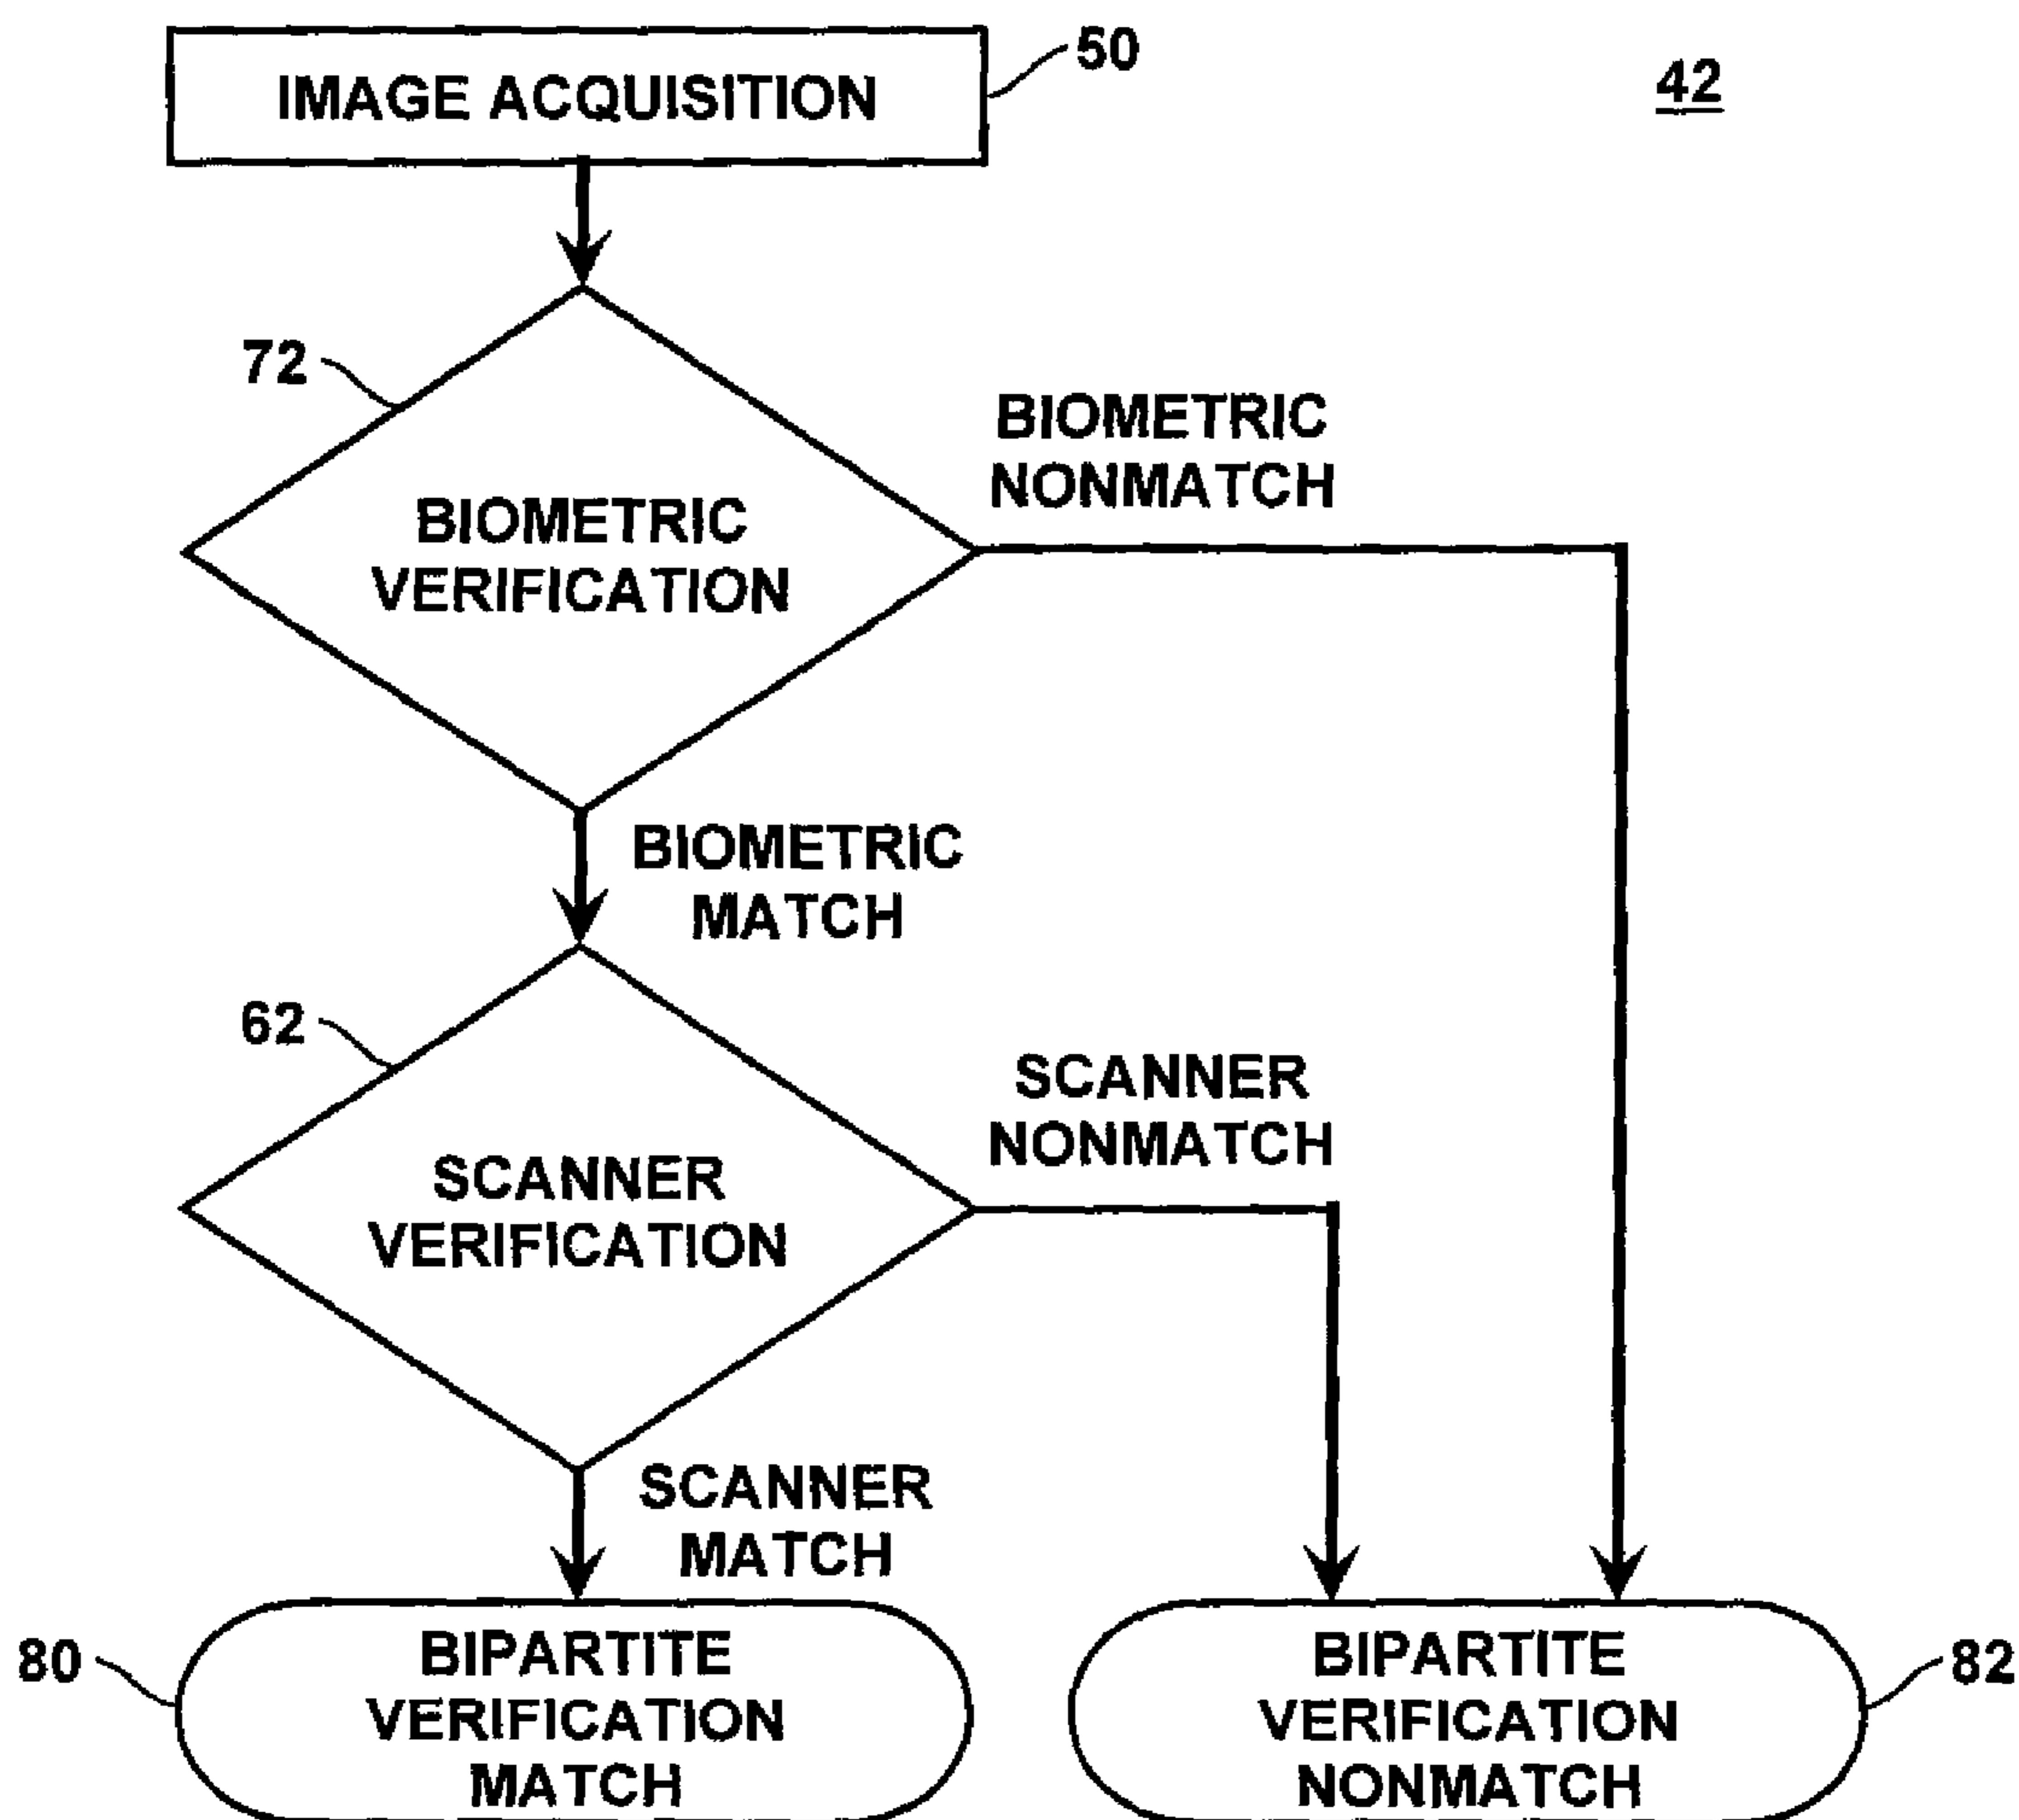 IMAGE ACQUISITION
50
42
72
BIOMETRIC
NONMATCH
BIOMETRIC
VERIFICATION
BIOMETRIC
MATCH
62
SCANNER
NONMATCH
SCANNER
VERIFICATION
SCANNER
MATCH
80
BIPARTITE
VERIFICATION
MATCH
BIPARTITE
VERIFICATION
NONMATCH
82